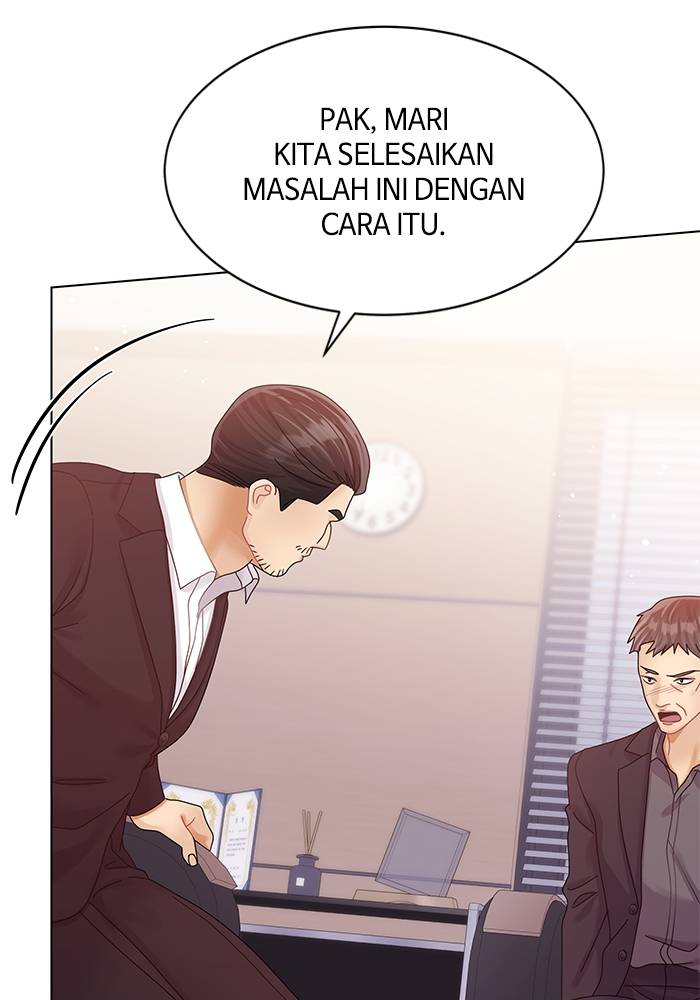 PAK, MARI
KITA SELESAIKAN
MASALAH INI DENGAN
CARA ITU.